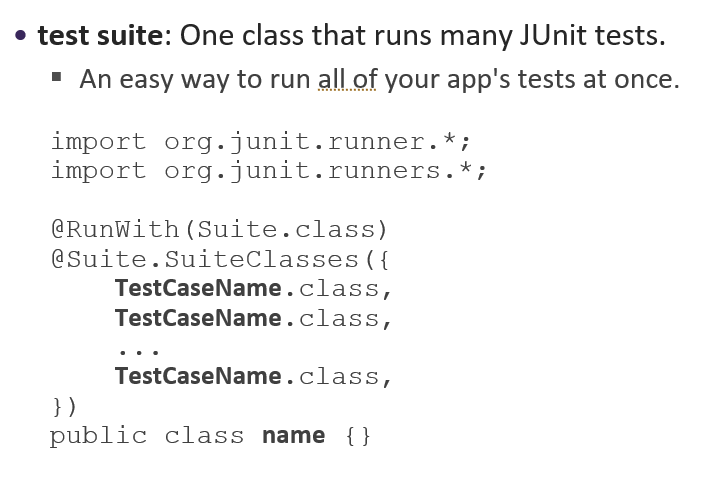 • test suite: One class that runs many JUnit tests.
▪ An easy way to run all of your app's tests at once.
import org.junit.runner.*;
import org.junit.runners.*;
@RunWith(Suite.class)
@Suite.SuiteClasses({
TestCaseName.class,
TestCaseName.class,
...
TestCaseName.class,
})
public class name {}